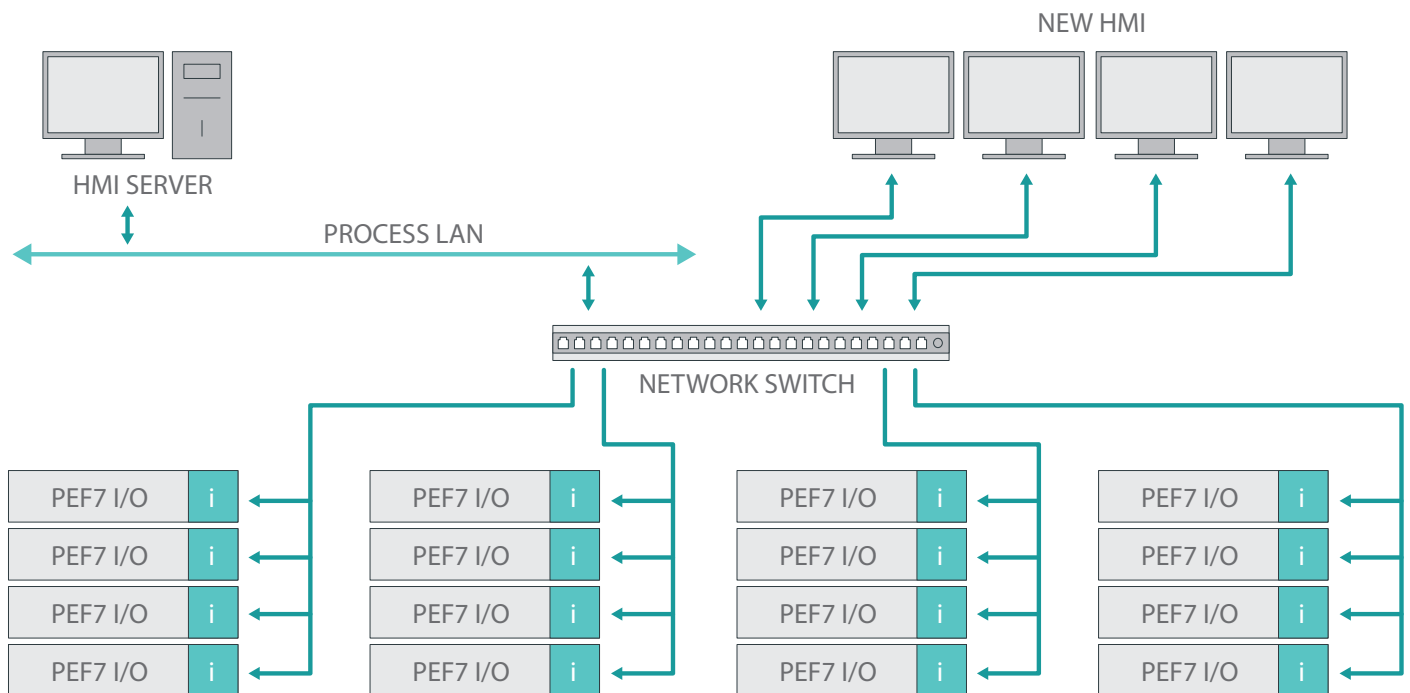 NEW HMI
HMI SERVER
PROCESS LAN
NETWORK SWITCH
PEF7 I/O i PEF7 I/O i PEF7 I/O i PEF7 I/O i
PEF7 I/O i PEF7 I/O i PEF7 I/O i PEF7 I/O i
PEF7 I/O i PEF7 I/O i PEF7 I/O i PEF7 I/O i
PEF7 I/O i PEF7 I/O i PEF7 I/O i PEF7 I/O i